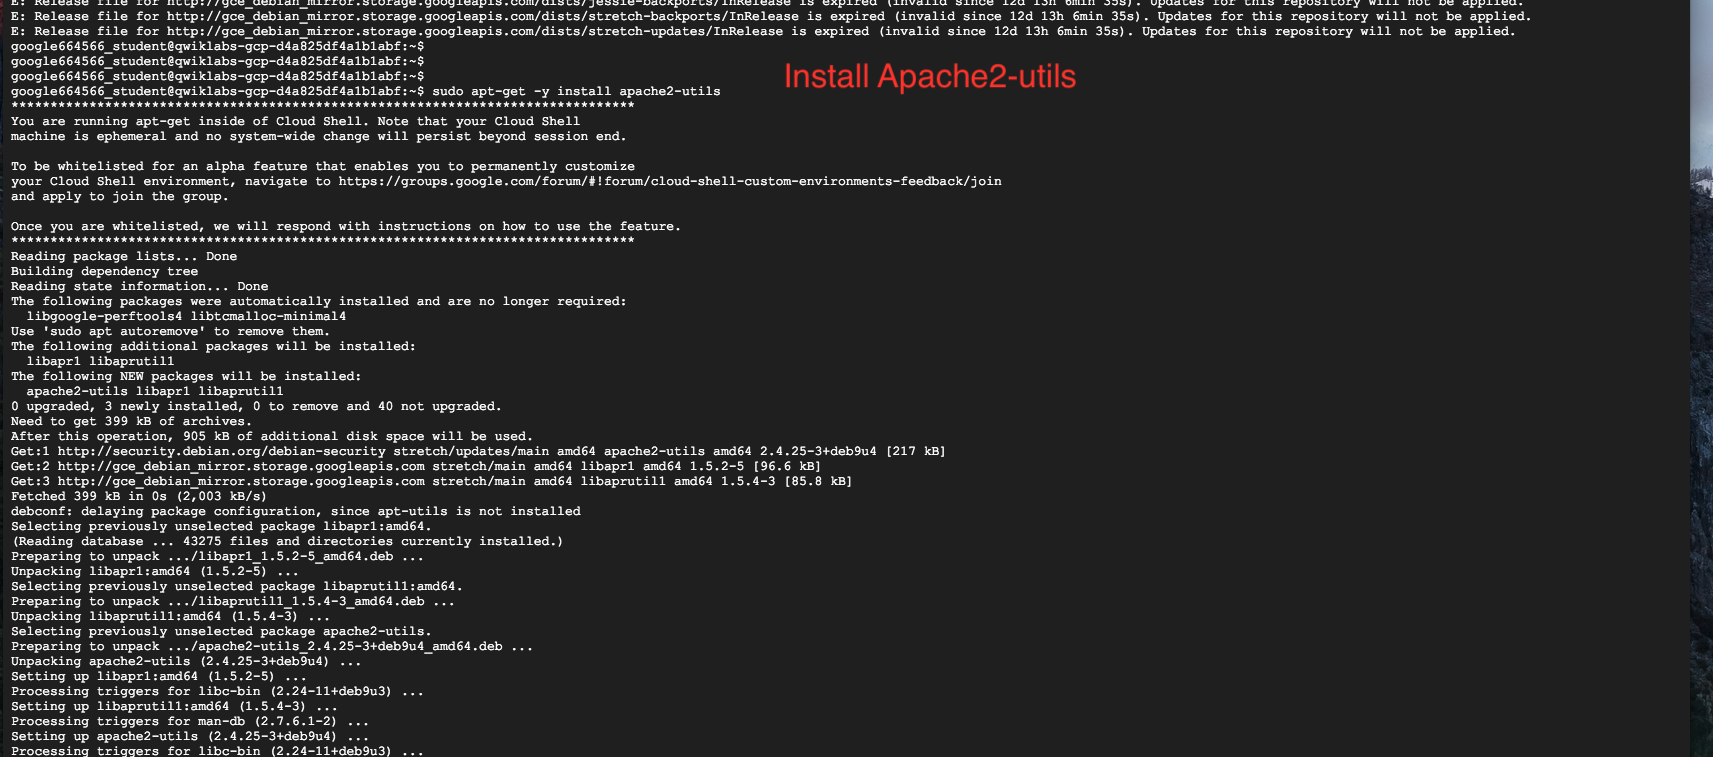 E: Release file for http://gce_debian_mirror.storage.googleapis.com/dists/jessie-backports/InRelease is expired (invalid since 12d 13h 6min 35s). Updates for this repository will not be applied.
E: Release file for http://gce_debian_mirror.storage.googleapis.com/dists/stretch-backports/InRelease is expired (invalid since 12d 13h 6min 35s). Updates for this repository will not be applied.
E: Release file for http://gce_debian_mirror.storage.googleapis.com/dists/stretch-updates/InRelease is expired (invalid since 12d 13h 6min 35s). Updates for this repository will not be applied.
google664566_student@qwiklabs-gcp-d4a825df4a1b1abf:~$
google664566_student@qwiklabs-gcp-d4a825df4a1b1abf:~$
google664566_student@qwiklabs-gcp-d4a825df4a1b1abf:~$
Install Apache2-utils
google664566_student@qwiklabs-gcp-d4a825df4a1b1abf:~$ sudo apt-get -y install apache2-utils
********************************************************************************
You are running apt-get inside of Cloud Shell. Note that your Cloud Shell
machine is ephemeral and no system-wide change will persist beyond session end.
To be whitelisted for an alpha feature that enables you to permanently customize
your Cloud Shell environment, navigate to https://groups.google.com/forum/#!forum/cloud-shell-custom-environments-feedback/join
and apply to join the group.
Once you are whitelisted, we will respond with instructions on how to use the feature.
********************************************************************************
Reading package lists... Done
Building dependency tree
Reading state information... Done
The following packages were automatically installed and are no longer required:
  libgoogle-perftools4 libtcmalloc-minimal4
Use 'sudo apt autoremove' to remove them.
The following additional packages will be installed:
  libapr1 libaprutil1
The following NEW packages will be installed:
  apache2-utils libapr1 libaprutil1
0 upgraded, 3 newly installed, 0 to remove and 40 not upgraded.
Need to get 399 kB of archives.
After this operation, 905 kB of additional disk space will be used.
Get:1 http://security.debian.org/debian-security stretch/updates/main amd64 apache2-utils amd64 2.4.25-3+deb9u4 [217 kB]
Get:2 http://gce_debian_mirror.storage.googleapis.com stretch/main amd64 libapr1 amd64 1.5.2-5 [96.6 kB]
Get:3 http://gce_debian_mirror.storage.googleapis.com stretch/main amd64 libaprutil1 amd64 1.5.4-3 [85.8 kB]
Fetched 399 kB in 0s (2,003 kB/s)
debconf: delaying package configuration, since apt-utils is not installed
Selecting previously unselected package libapr1:amd64.
(Reading database ... 43275 files and directories currently installed.)
Preparing to unpack .../libapr1_1.5.2-5_amd64.deb ...
Unpacking libapr1:amd64 (1.5.2-5) ...
Selecting previously unselected package libaprutil1:amd64.
Preparing to unpack .../libaprutil1_1.5.4-3_amd64.deb ...
Unpacking libaprutil1:amd64 (1.5.4-3) ...
Selecting previously unselected package apache2-utils.
Preparing to unpack .../apache2-utils_2.4.25-3+deb9u4_amd64.deb ...
Unpacking apache2-utils (2.4.25-3+deb9u4) ...
Setting up libapr1:amd64 (1.5.2-5) ...
Processing triggers for libc-bin (2.24-11+deb9u3) ...
Setting up libaprutil1:amd64 (1.5.4-3) ...
Processing triggers for man-db (2.7.6.1-2) ...
Setting up apache2-utils (2.4.25-3+deb9u4) ...
Processing triggers for libc-bin (2.24-11+deb9u3) ...